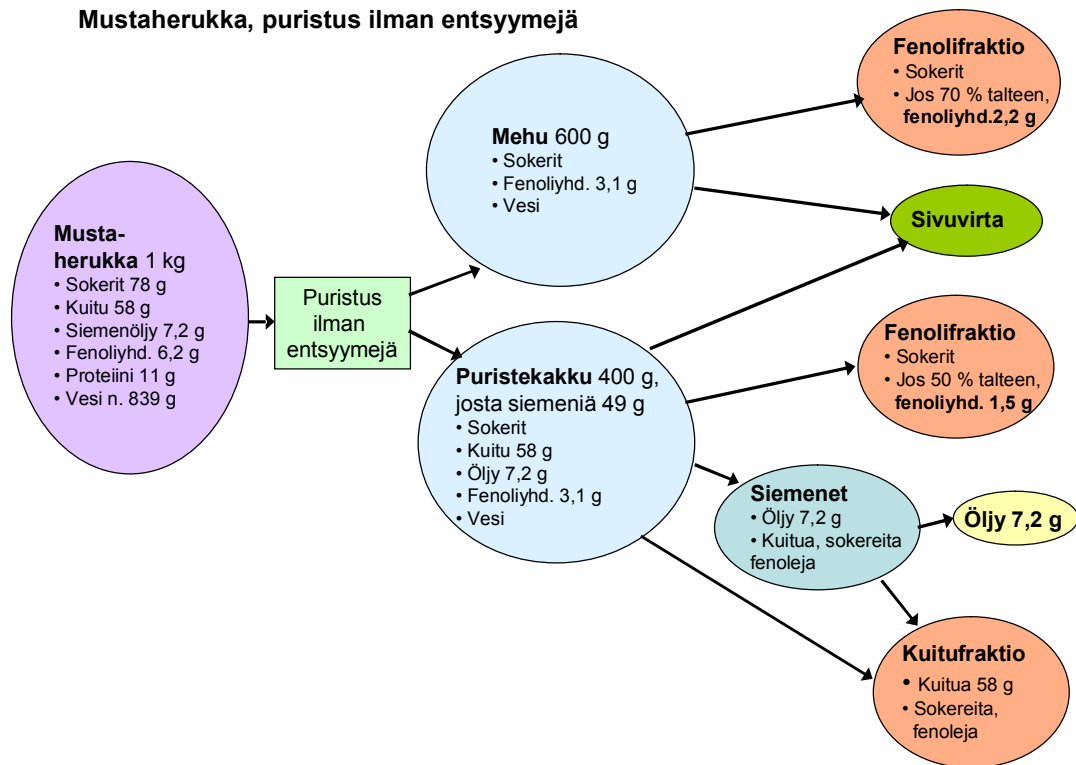 Mustaherukka, puristus ilman entsyymejä
Musta-
herukka 1 kg
• Sokerit 78 g
• Kuitu 58 g
• Siemenöljy 7,2 g
• Fenoliyhd. 6,2 g
• Proteiini 11 g
• Vesi n. 839 g
Puristus
ilman
entsyymejä
Mehu 600 g
• Sokerit
• Fenoliyhd. 3,1 g
• Vesi
Puristekakku 400 g,
josta siemeniä 49 g
• Sokerit
• Kuitu 58 g
• Öljy 7,2 g
• Fenoliyhd. 3,1 g
• Vesi
Fenolifraktio
• Sokerit
• Jos 70 % talteen,
fenoliyhd.2,2 g
Sivuvirta
Fenolifraktio
• Sokerit
• Jos 50 % talteen,
fenoliyhd. 1,5 g
Siemenet
• Öljy 7,2 g
• Kuitua, sokereita
fenoleja
Öljy 7,2 g
Kuitufraktio
• Kuitua 58 g
• Sokereita,
fenoleja